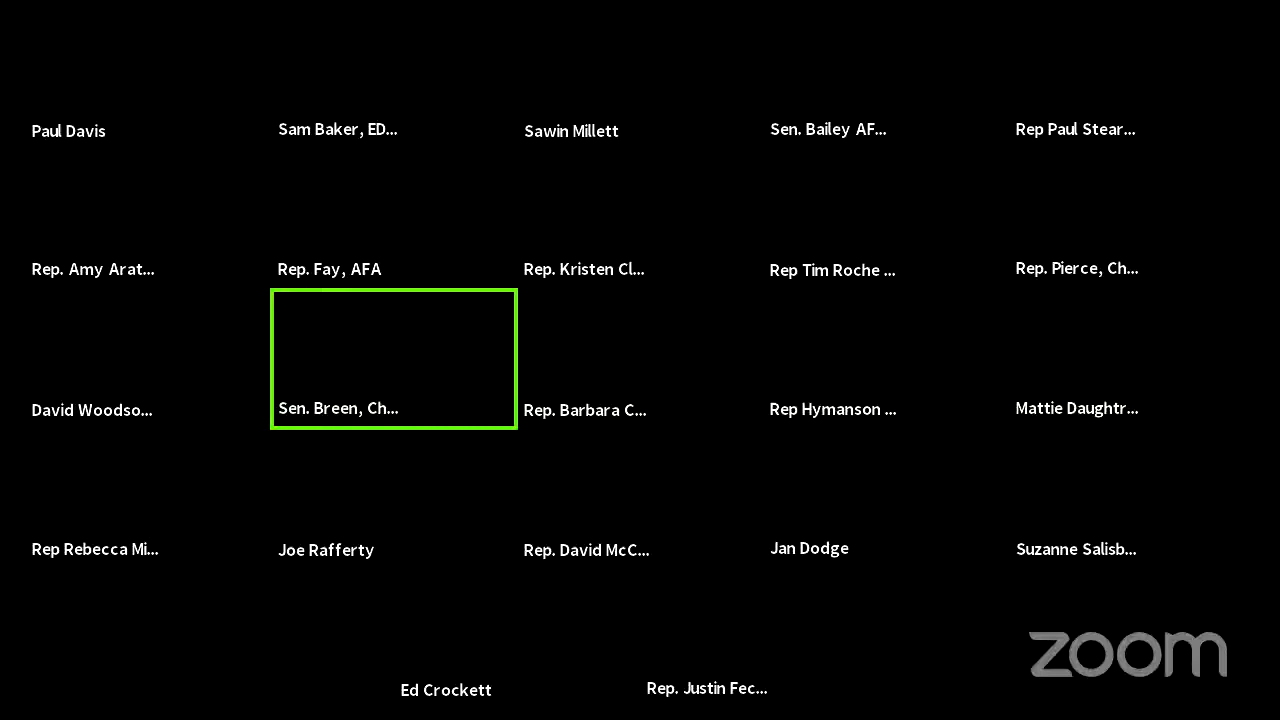 Paul Davis
Sam Baker, ED...
Sawin Millett
Sen. Bailey AF...
Rep Paul Stear...
Rep. Amy Arat...
Rep. Fay, AFA
Rep. Kristen Cl...
Rep Tim Roche ...
Rep. Pierce, Ch...
David Woodso...
Sen. Breen, Ch...
Rep. Barbara C...
Rep Hymanson ...
Mattie Daughtr...
Rep Rebecca Mi...
Joe Rafferty
Rep. David McC...
Jan Dodge
Suzanne Salisb...
Ed Crockett
Rep. Justin Fec...
zoom